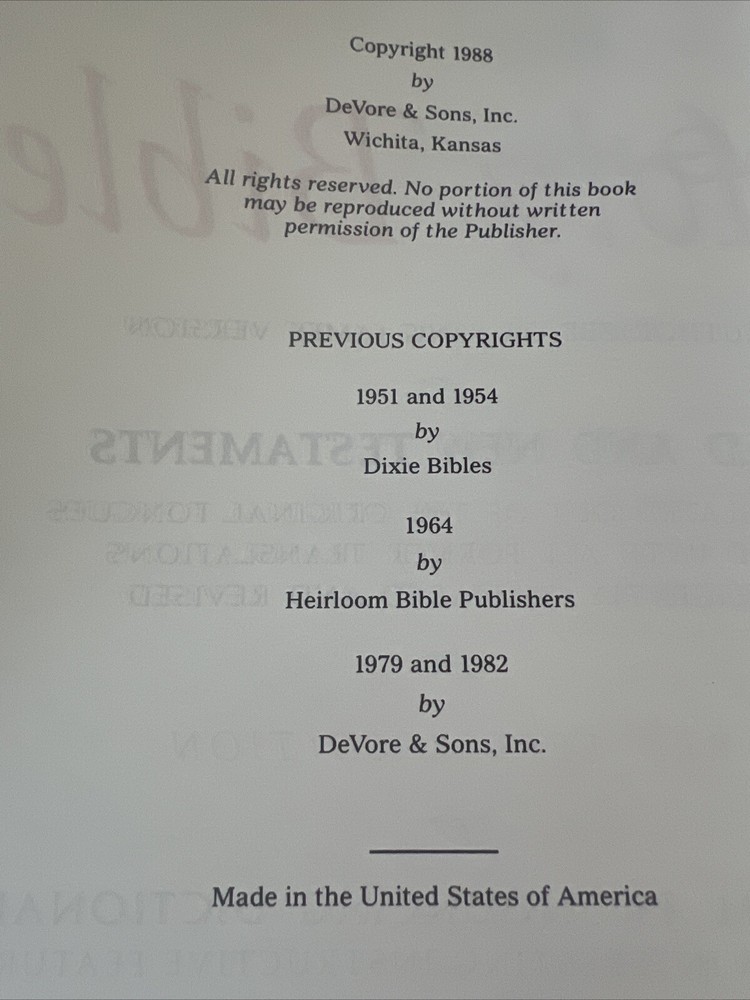 Copyright 1988
by
DeVore & Sons, Inc.
Wichita, Kansas
All rights reserved. No portion of this book
may be reproduced without written
permission of the Publisher.
PREVIOUS COPYRIGHTS
1951 and 1954
by
Dixie Bibles
1964
by
Heirloom Bible Publishers
1979 and 1982
by
DeVore & Sons, Inc.
Made in the United States of America